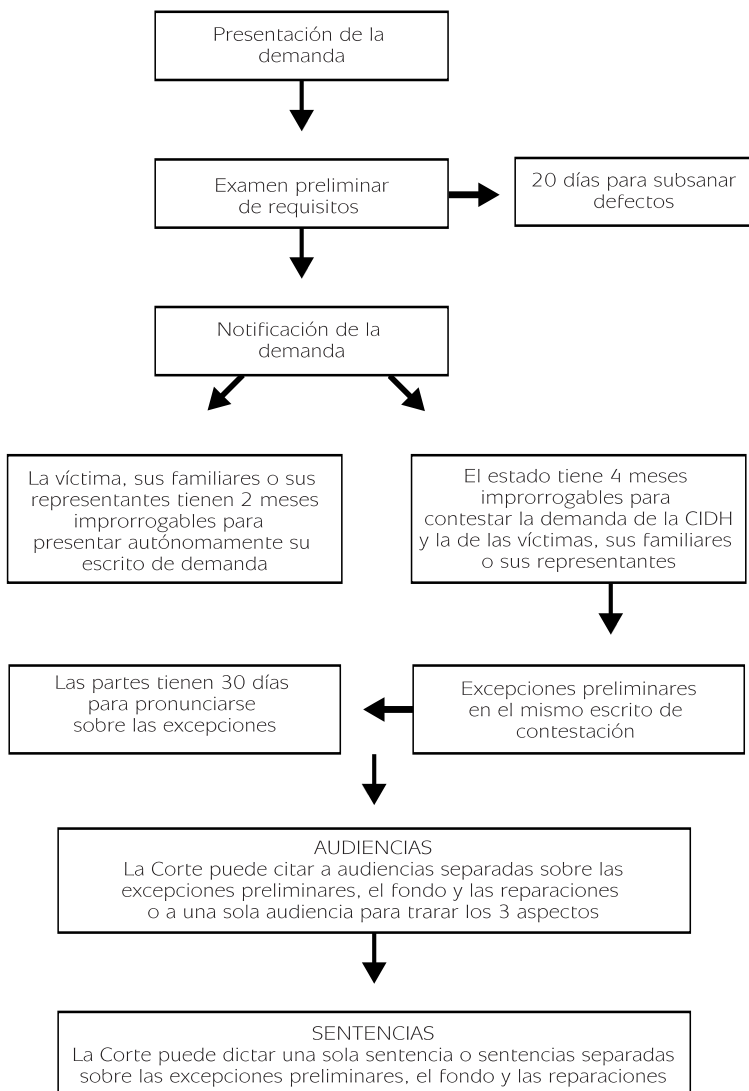 Presentación de la
demanda
Examen preliminar
de requisitos
20 días para subsanar
defectos
Notificación de la
demanda
La víctima, sus familiares o sus
representantes tienen 2 meses
improrrogables para
presentar autónomamente su
escrito de demanda
El estado tiene 4 meses
improrrogables para
contestar la demanda de la CIDH
y la de las víctimas, sus familiares
o sus representantes
Las partes tienen 30 días
para pronunciarse
sobre las excepciones
Excepciones preliminares
en el mismo escrito de
contestación
AUDIENCIAS
La Corte puede citar a audiencias separadas sobre las
excepciones preliminares, el fondo y las reparaciones
o a una sola audiencia para trarar los 3 aspectos
SENTENCIAS
La Corte puede dictar una sola sentencia o sentencias separadas
sobre las excepciones preliminares, el fondo y las reparaciones